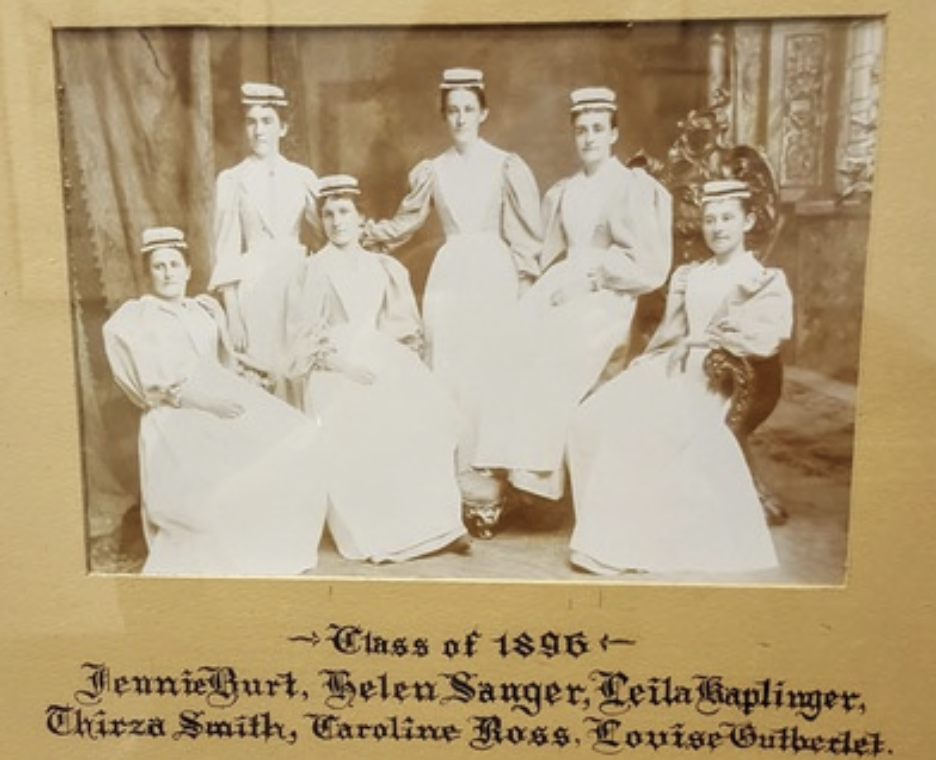 Class of 1896
Jennie Burt, Helen Sanger, Leila Kaplinger,
Thirza Smith, Caroline Ross, Louise Gutberlet.